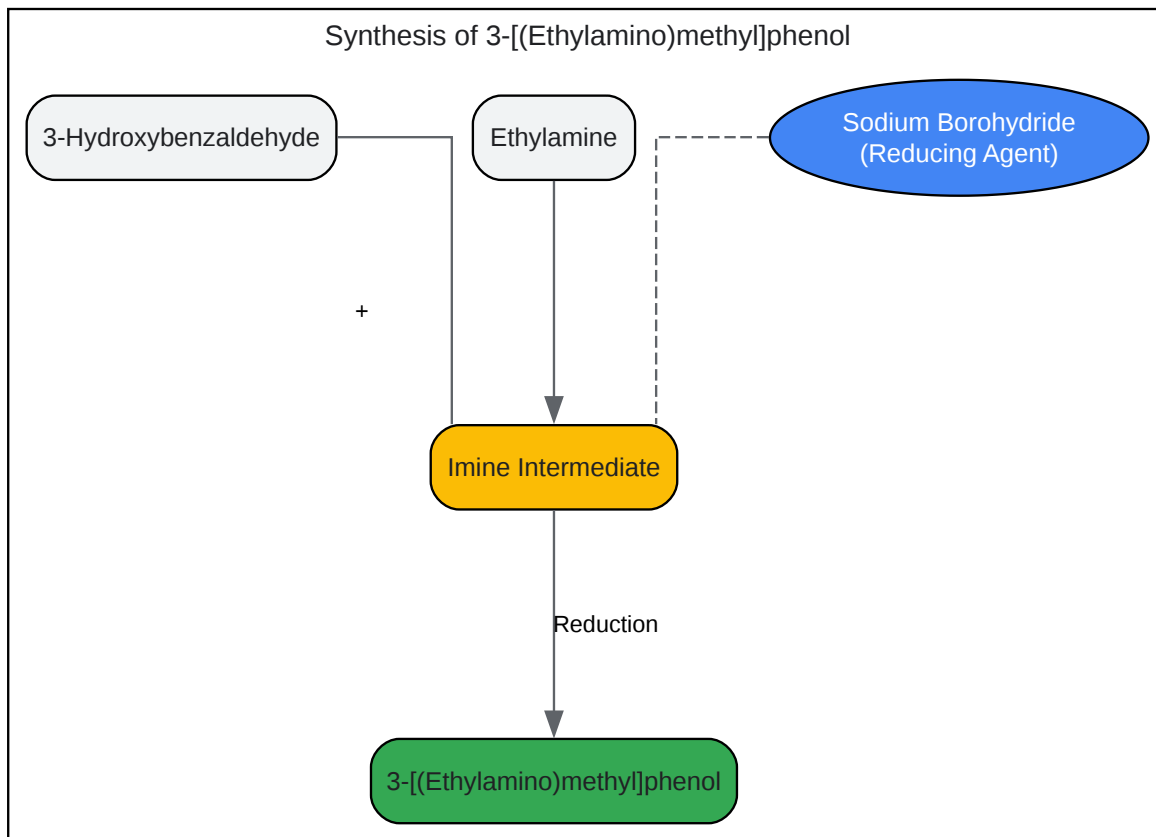 Synthesis of 3-[(Ethylamino)methyl]phenol
3-Hydroxybenzaldehyde
Ethylamine
Sodium Borohydride
(Reducing Agent)
+
Imine Intermediate
Reduction
3-[(Ethylamino)methyl]phenol